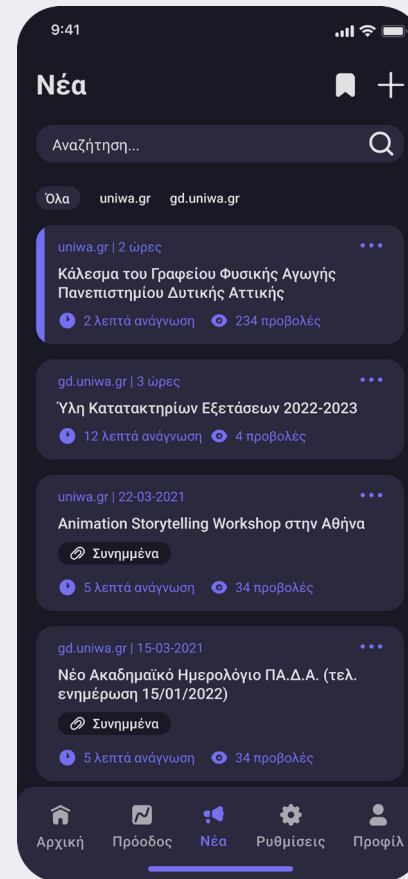 9:41
Νέα
Αναζήτηση...
Όλα uniwa.gr gd.uniwa.gr
uniwa.gr | 2 ώρες
Κάλεσμα του Γραφείου Φυσικής Αγωγής
Πανεπιστημίου Δυτικής Αττικής
2 λεπτά ανάγνωση 234 προβολές
gd.uniwa.gr | 3 ώρες
Ύλη Κατατακτηρίων Εξετάσεων 2022-2023
12 λεπτά ανάγνωση 4 προβολές
uniwa.gr | 22-03-2021
Animation Storytelling Workshop στην Αθήνα
Συνημμένα
5 λεπτά ανάγνωση 34 προβολές
gd.uniwa.gr | 15-03-2021
Νέο Ακαδημαϊκό Ημερολόγιο ΠΑ.Δ.Α. (τελ.
ενημέρωση 15/01/2022)
Συνημμένα
5 λεπτά ανάγνωση 34 προβολές
Αρχική Πρόοδος Νέα Ρυθμίσεις Προφίλ